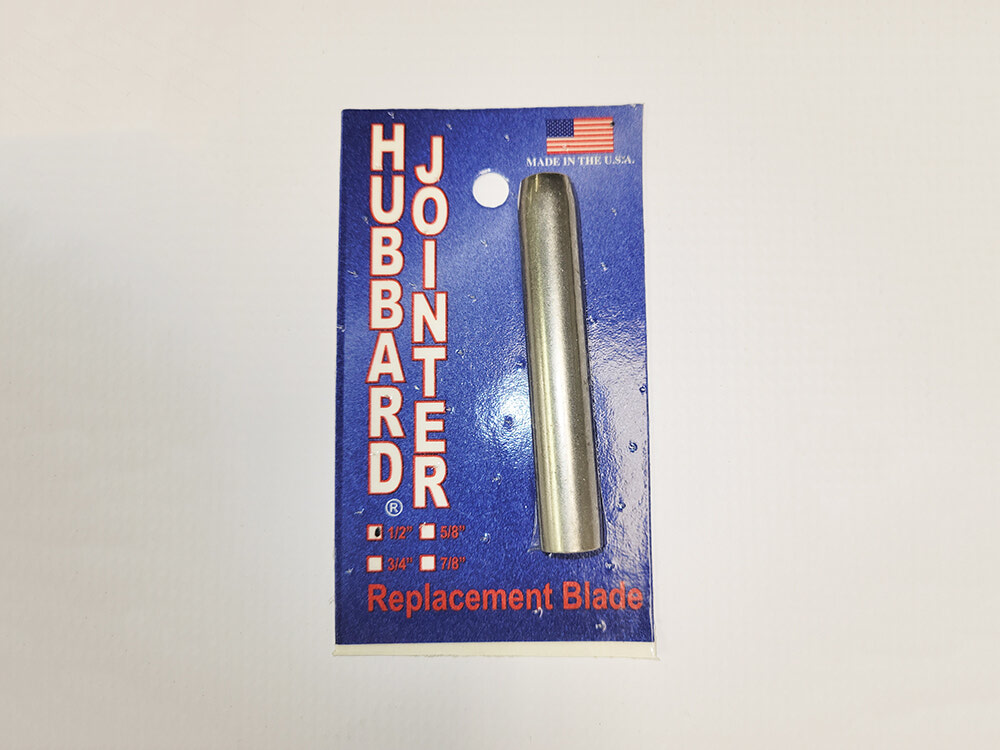 HUBBARD
JOINTER
®
MADE IN THE U.S.A.
1/2" 5/8"
3/4" 7/8"
Replacement Blade